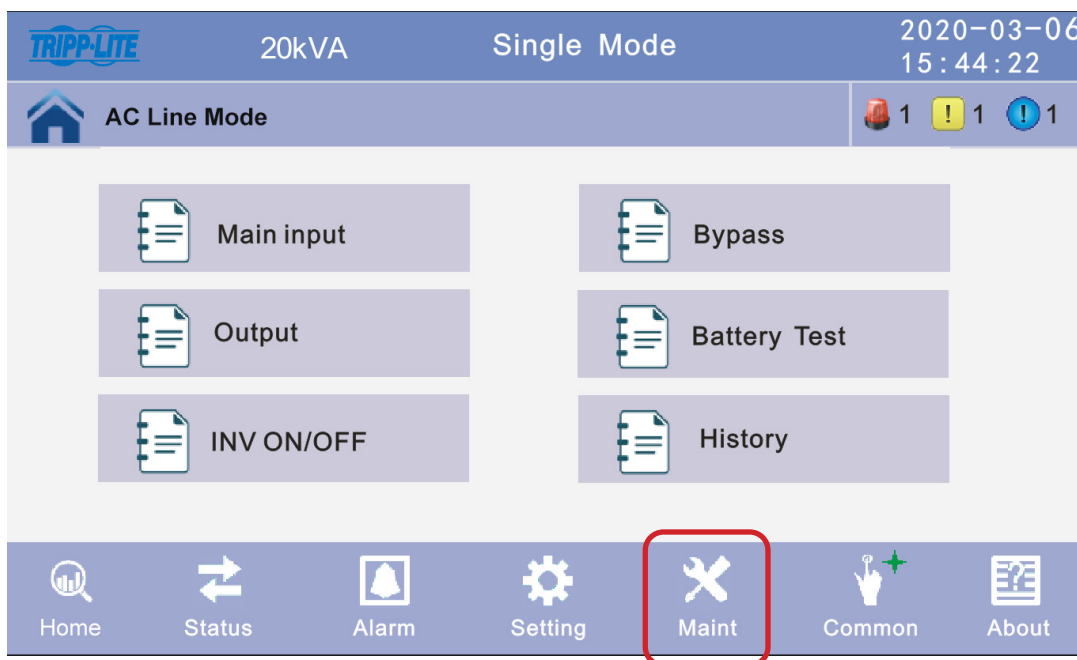 TRIPP·LITE 20kVA Single Mode 2020-03-06
15:44:22
AC Line Mode 1 ! 1 ! 1
Main input Bypass
Output Battery Test
INV ON/OFF History
Home Status Alarm Setting Maint Common About